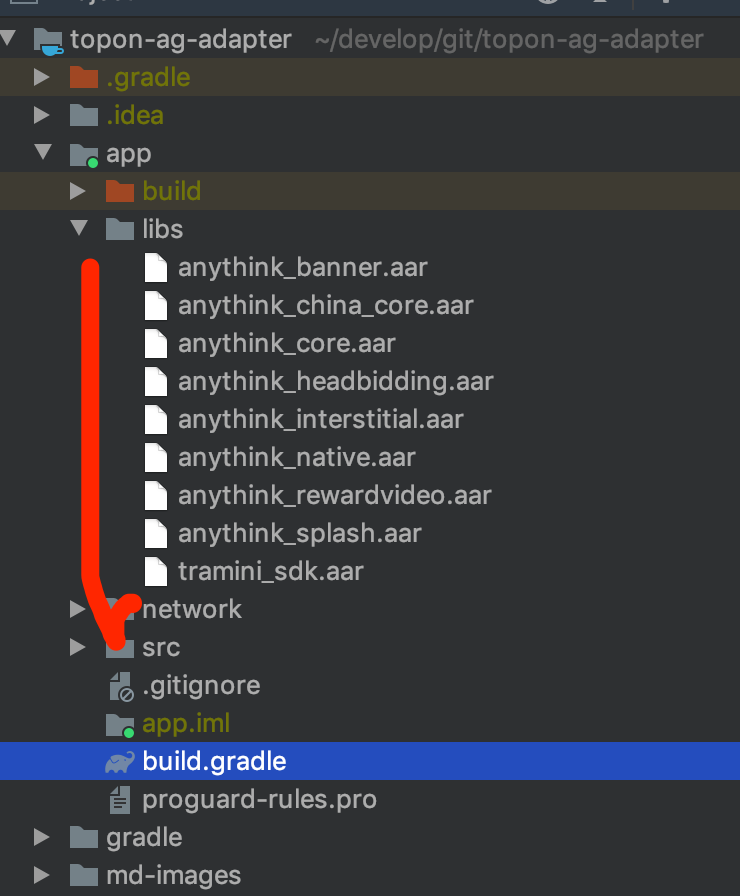 topon-ag-adapter ~/develop/git/topon-ag-adapter
.gradle
.idea
app
build
libs
anythink_banner.aar
anythink_china_core.aar
anythink_core.aar
anythink_headbidding.aar
anythink_interstitial.aar
anythink_native.aar
anythink_rewardvideo.aar
anythink_splash.aar
tramini_sdk.aar
network
src
.gitignore
app.iml
build.gradle
proguard-rules.pro
gradle
md-images